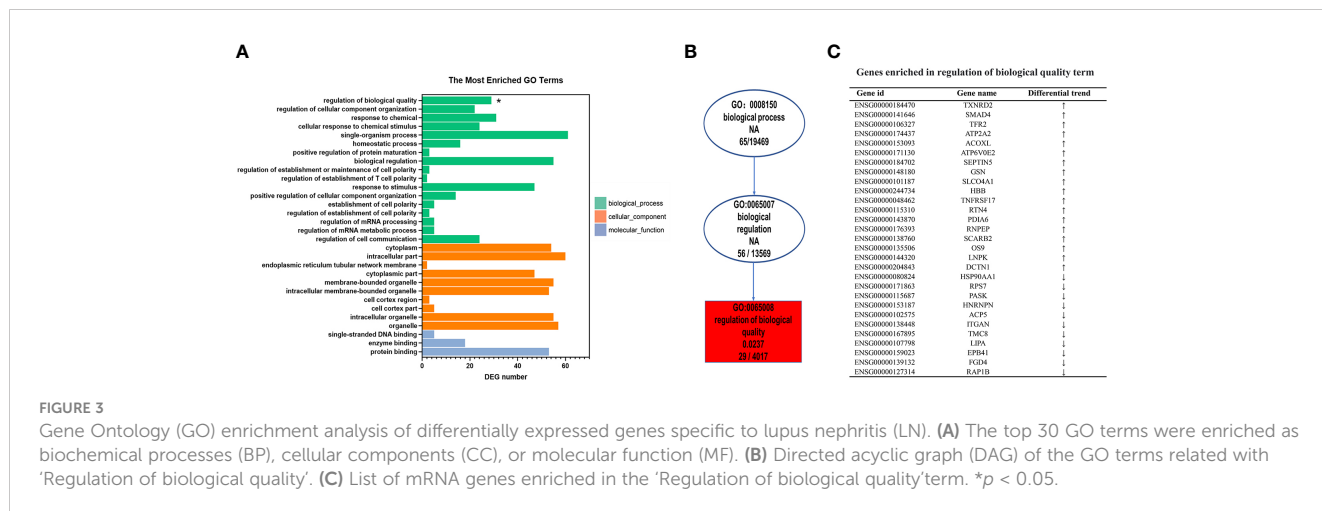 A
The Most Enriched GO Terms
regulation of biological quality
*
regulation of cellular component organization
response to chemical
cellular response to chemical stimulus
single-organism process
homeostatic process
positive regulation of protein maturation
biological regulation
regulation of establishment or maintenance of cell polarity
regulation of establishment of T cell polarity
response to stimulus
positive regulation of cellular component organization
establishment of cell polarity
regulation of establishment of cell polarity
regulation of mRNA processing
regulation of mRNA metabolic process
regulation of cell communication
cytoplasm
intracellular part
endoplasmic reticulum tubular network membrane
cytoplasmic part
membrane-bounded organelle
intracellular membrane-bounded organelle
cell cortex region
cell cortex part
intracellular organelle
organelle
single-stranded DNA binding
enzyme binding
protein binding
0 20 40 60
DEG number
biological_process
cellular_component
molecular_function
B
GO: 0008150
biological process
NA
65/19469
GO:0065007
biological
regulation
NA
56 / 13569
GO:0065008
regulation of biological
quality
0.0237
29 / 4017
C
Genes enriched in regulation of biological quality term
Gene id Gene name Differential trend
ENSG00000184470 TXNRD2 ↑
ENSG00000141646 SMAD4 ↑
ENSG00000106327 TFR2 ↑
ENSG00000174437 ATP2A2 ↑
ENSG00000153093 ACOXL ↑
ENSG00000171130 ATP6V0E2 ↑
ENSG00000184702 SEPTIN5 ↑
ENSG00000148180 GSN ↑
ENSG00000101187 SLCO4A1 ↑
ENSG00000244734 HBB ↑
ENSG00000048462 TNFRSF17 ↑
ENSG00000115310 RTN4 ↑
ENSG00000143870 PDIA6 ↑
ENSG00000176393 RNPEP ↑
ENSG00000138760 SCARB2 ↑
ENSG00000135506 OS9 ↑
ENSG00000144320 LNPK ↑
ENSG00000204843 DCTN1 ↑
ENSG00000080824 HSP90AA1 ↓
ENSG00000171863 RPS7 ↓
ENSG00000115687 PASK ↓
ENSG00000153187 HNRNPN ↓
ENSG00000102575 ACP5 ↓
ENSG00000138448 ITGAN ↓
ENSG00000167895 TMC8 ↓
ENSG00000107798 LIPA ↓
ENSG00000159023 EPB41 ↓
ENSG00000139132 FGD4 ↓
ENSG00000127314 RAP1B ↓
FIGURE 3
Gene Ontology (GO) enrichment analysis of differentially expressed genes specific to lupus nephritis (LN). (A) The top 30 GO terms were enriched as
biochemical processes (BP), cellular components (CC), or molecular function (MF). (B) Directed acyclic graph (DAG) of the GO terms related with
‘Regulation of biological quality’. (C) List of mRNA genes enriched in the ‘Regulation of biological quality’term. *p < 0.05.